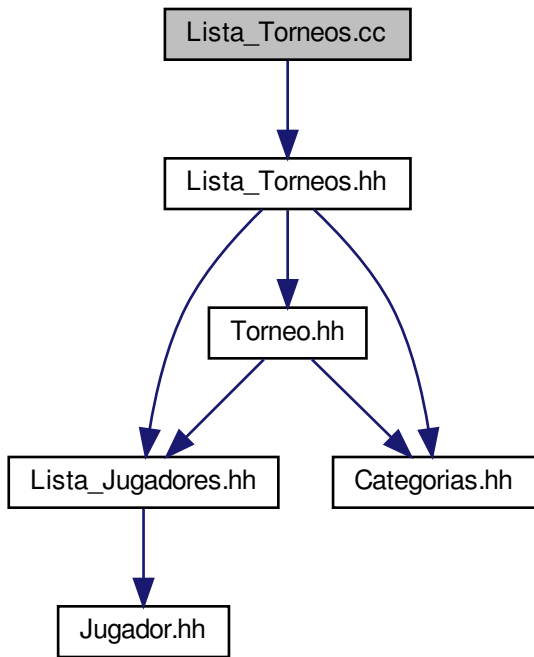 Lista_Torneos.cc
Lista_Torneos.hh
Torneo.hh
Lista_Jugadores.hh
Categorias.hh
Jugador.hh